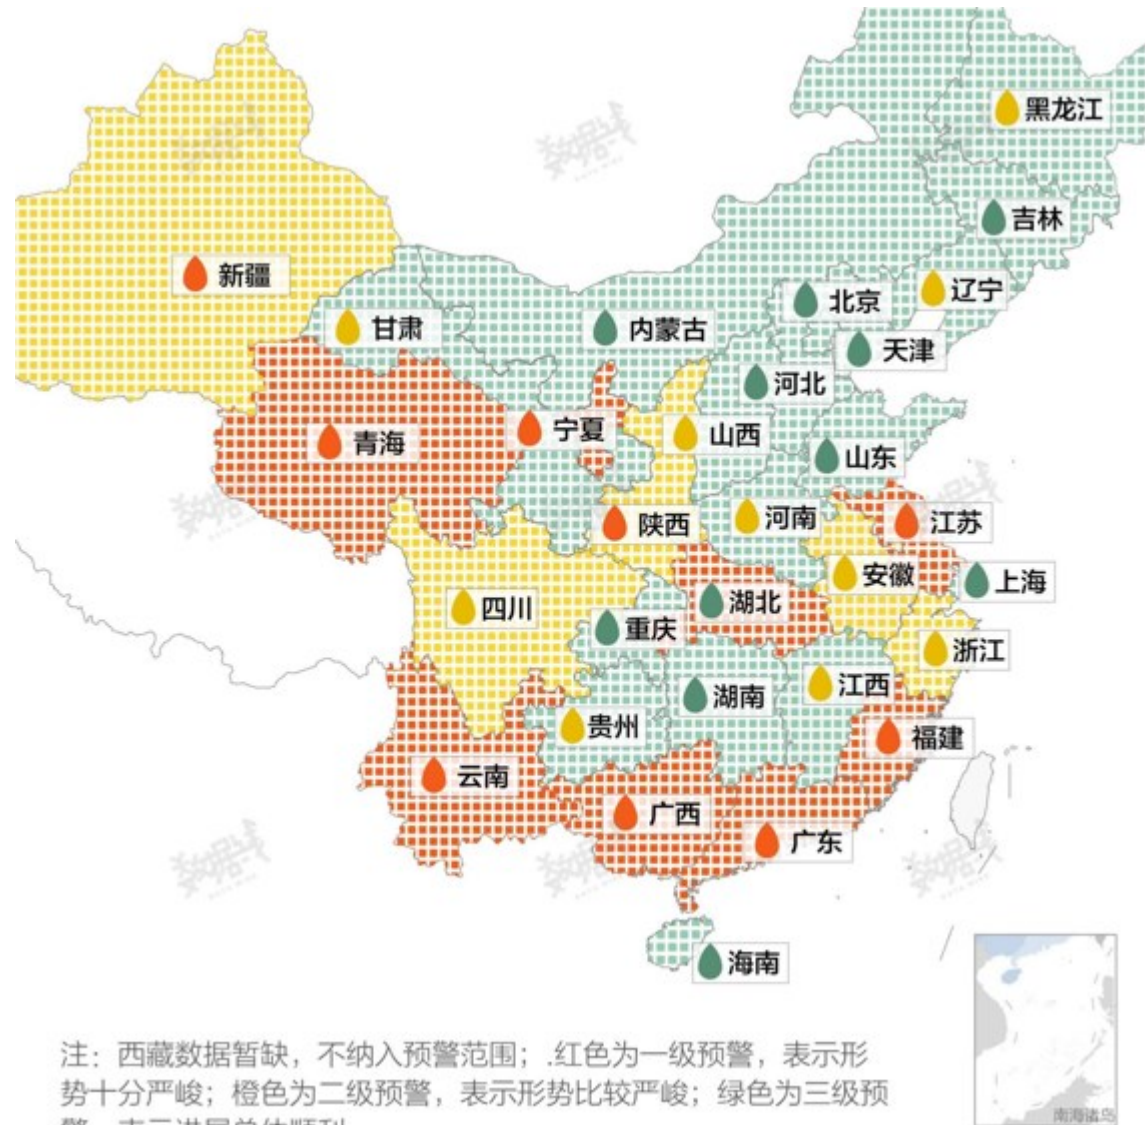 黑龙江
吉林
新疆
辽宁
北京
甘肃
内蒙古
天津
河北
宁夏
山西
青海
山东
陕西
河南
江苏
安徽
上海
湖北
四川
重庆
浙江
江西
湖南
贵州
福建
云南
广西
广东
海南
注：西藏数据暂缺，不纳入预警范围；.红色为一级预警，表示形
势十分严峻；橙色为二级预警，表示形势比较严峻；绿色为三级预
南海诸岛